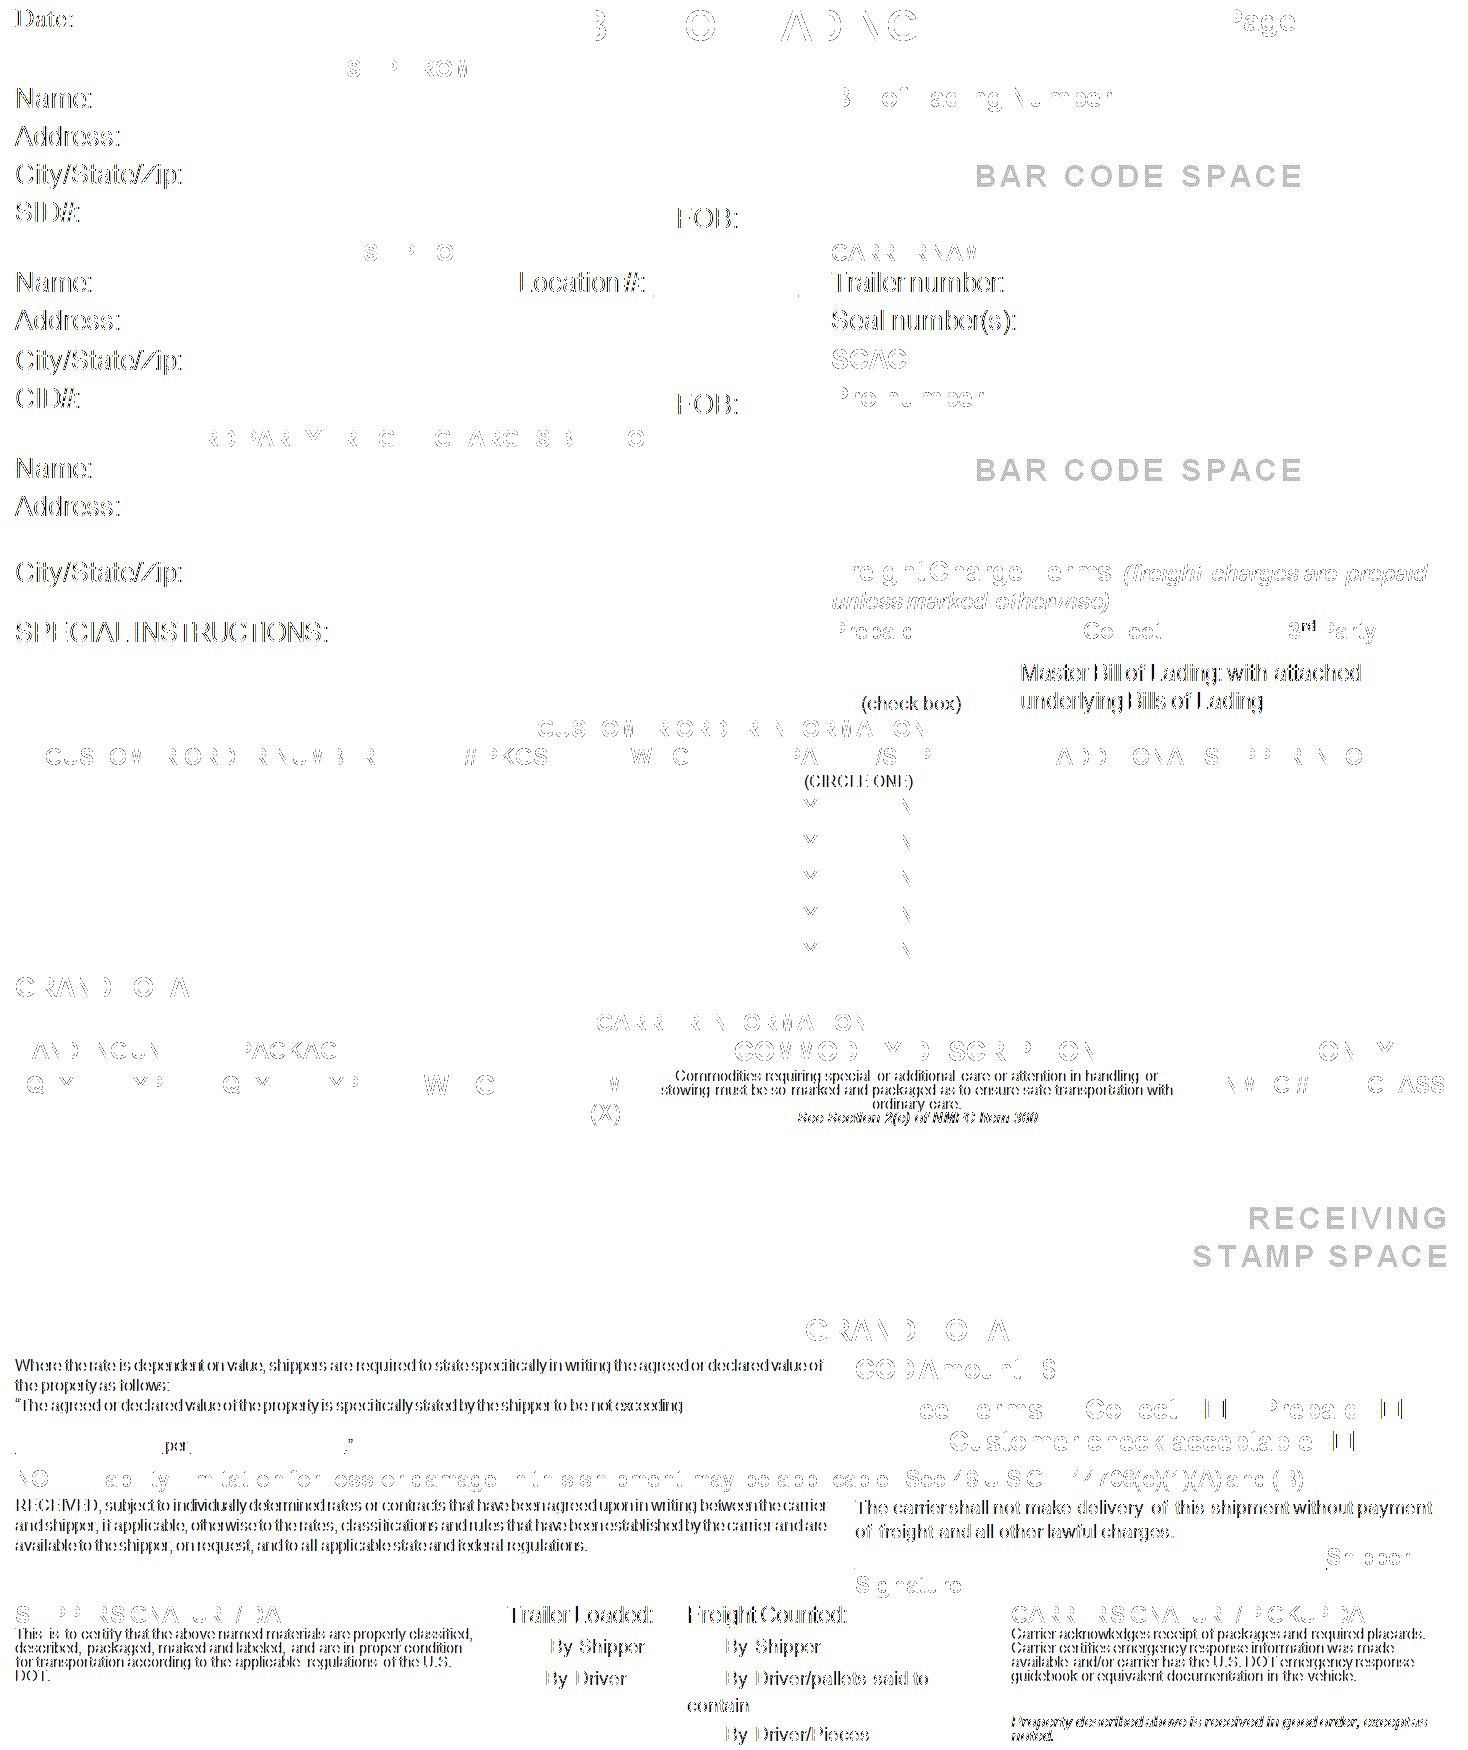 Date: BILL OF LADING Page
SHIP FROM
Name: Bill of Lading Number
Address:
City/State/Zip: BAR CODE SPACE
SID#: FOB:
SHIP TO CARRIER NAME
Name: Location #: Trailer number:
Address: Seal number(s):
City/State/Zip: SCAC
CID#: FOB: Pro number
THIRD PARTY FREIGHT CHARGES BILL TO
Name: BAR CODE SPACE
Address:
City/State/Zip: Freight Charge Terms (freight charges are prepaid
unless marked otherwise)
SPECIAL INSTRUCTIONS: Prepaid Collect 3rd Party
Master Bill of Lading: with attached
(check box) underlying Bills of Lading
CUSTOMER ORDER INFORMATION
CUSTOMER ORDER NUMBER # PKGS WEIGHT PALLET/SLIP ADDITIONAL SHIPPER INFO
(CIRCLE ONE)
Y N
Y N
Y N
Y N
Y N
GRAND TOTAL
CARRIER INFORMATION
HANDLING UNIT PACKAGE COMMODITY DESCRIPTION LTL ONLY
QTY TYPE QTY TYPE WEIGHT H.M. Commodities requiring special or additional care or attention in handling or NMFC # CLASS
(X) stowing must be so marked and packaged as to ensure safe transportation with
ordinary care.
See Section 2(e) of NMFC Item 360
RECEIVING
STAMP SPACE
GRAND TOTAL
Where the rate is dependent on value, shippers are required to state specifically in writing the agreed or declared value of COD Amount $
the property as follows:
“The agreed or declared value of the property is specifically stated by the shipper to be not exceeding Fee Terms Collect Prepaid
per .” Customer check acceptable
NOTE Liability Limitation for loss or damage in this shipment may be applicable See 49 U.S.C. 14706(c)(1)(A) and (B)
RECEIVED, subject to individually determined rates or contracts that have been agreed upon in writing between the carrier The carrier shall not make delivery of this shipment without payment
and shipper, if applicable, otherwise to the rates, classifications and rules that have been established by the carrier and are of freight and all other lawful charges.
available to the shipper, on request, and to all applicable state and federal regulations. Shipper
Signature
SHIPPER SIGNATURE / DATE Trailer Loaded: Freight Counted: CARRIER SIGNATURE / PICKUP DATE
This is to certify that the above named materials are properly classified, By Shipper By Shipper Carrier acknowledges receipt of packages and required placards.
described, packaged, marked and labeled, and are in proper condition Carrier certifies emergency response information was made
for transportation according to the applicable regulations of the U.S. By Driver By Driver/pallets said to available and/or carrier has the U.S. DOT emergency response
DOT. contain guidebook or equivalent documentation in the vehicle.
By Driver/Pieces Property described above is received in good order, except as
noted.